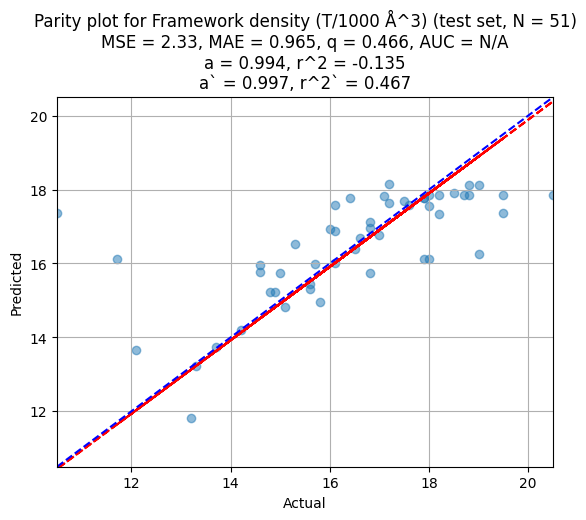 Parity plot for Framework density (T/1000 Å^3) (test set, N = 51)
MSE = 2.33, MAE = 0.965, q = 0.466, AUC = N/A
a = 0.994, r^2 = -0.135
a` = 0.997, r^2` = 0.467
20
18
16
14
12
Predicted
12 14 16 18 20
Actual